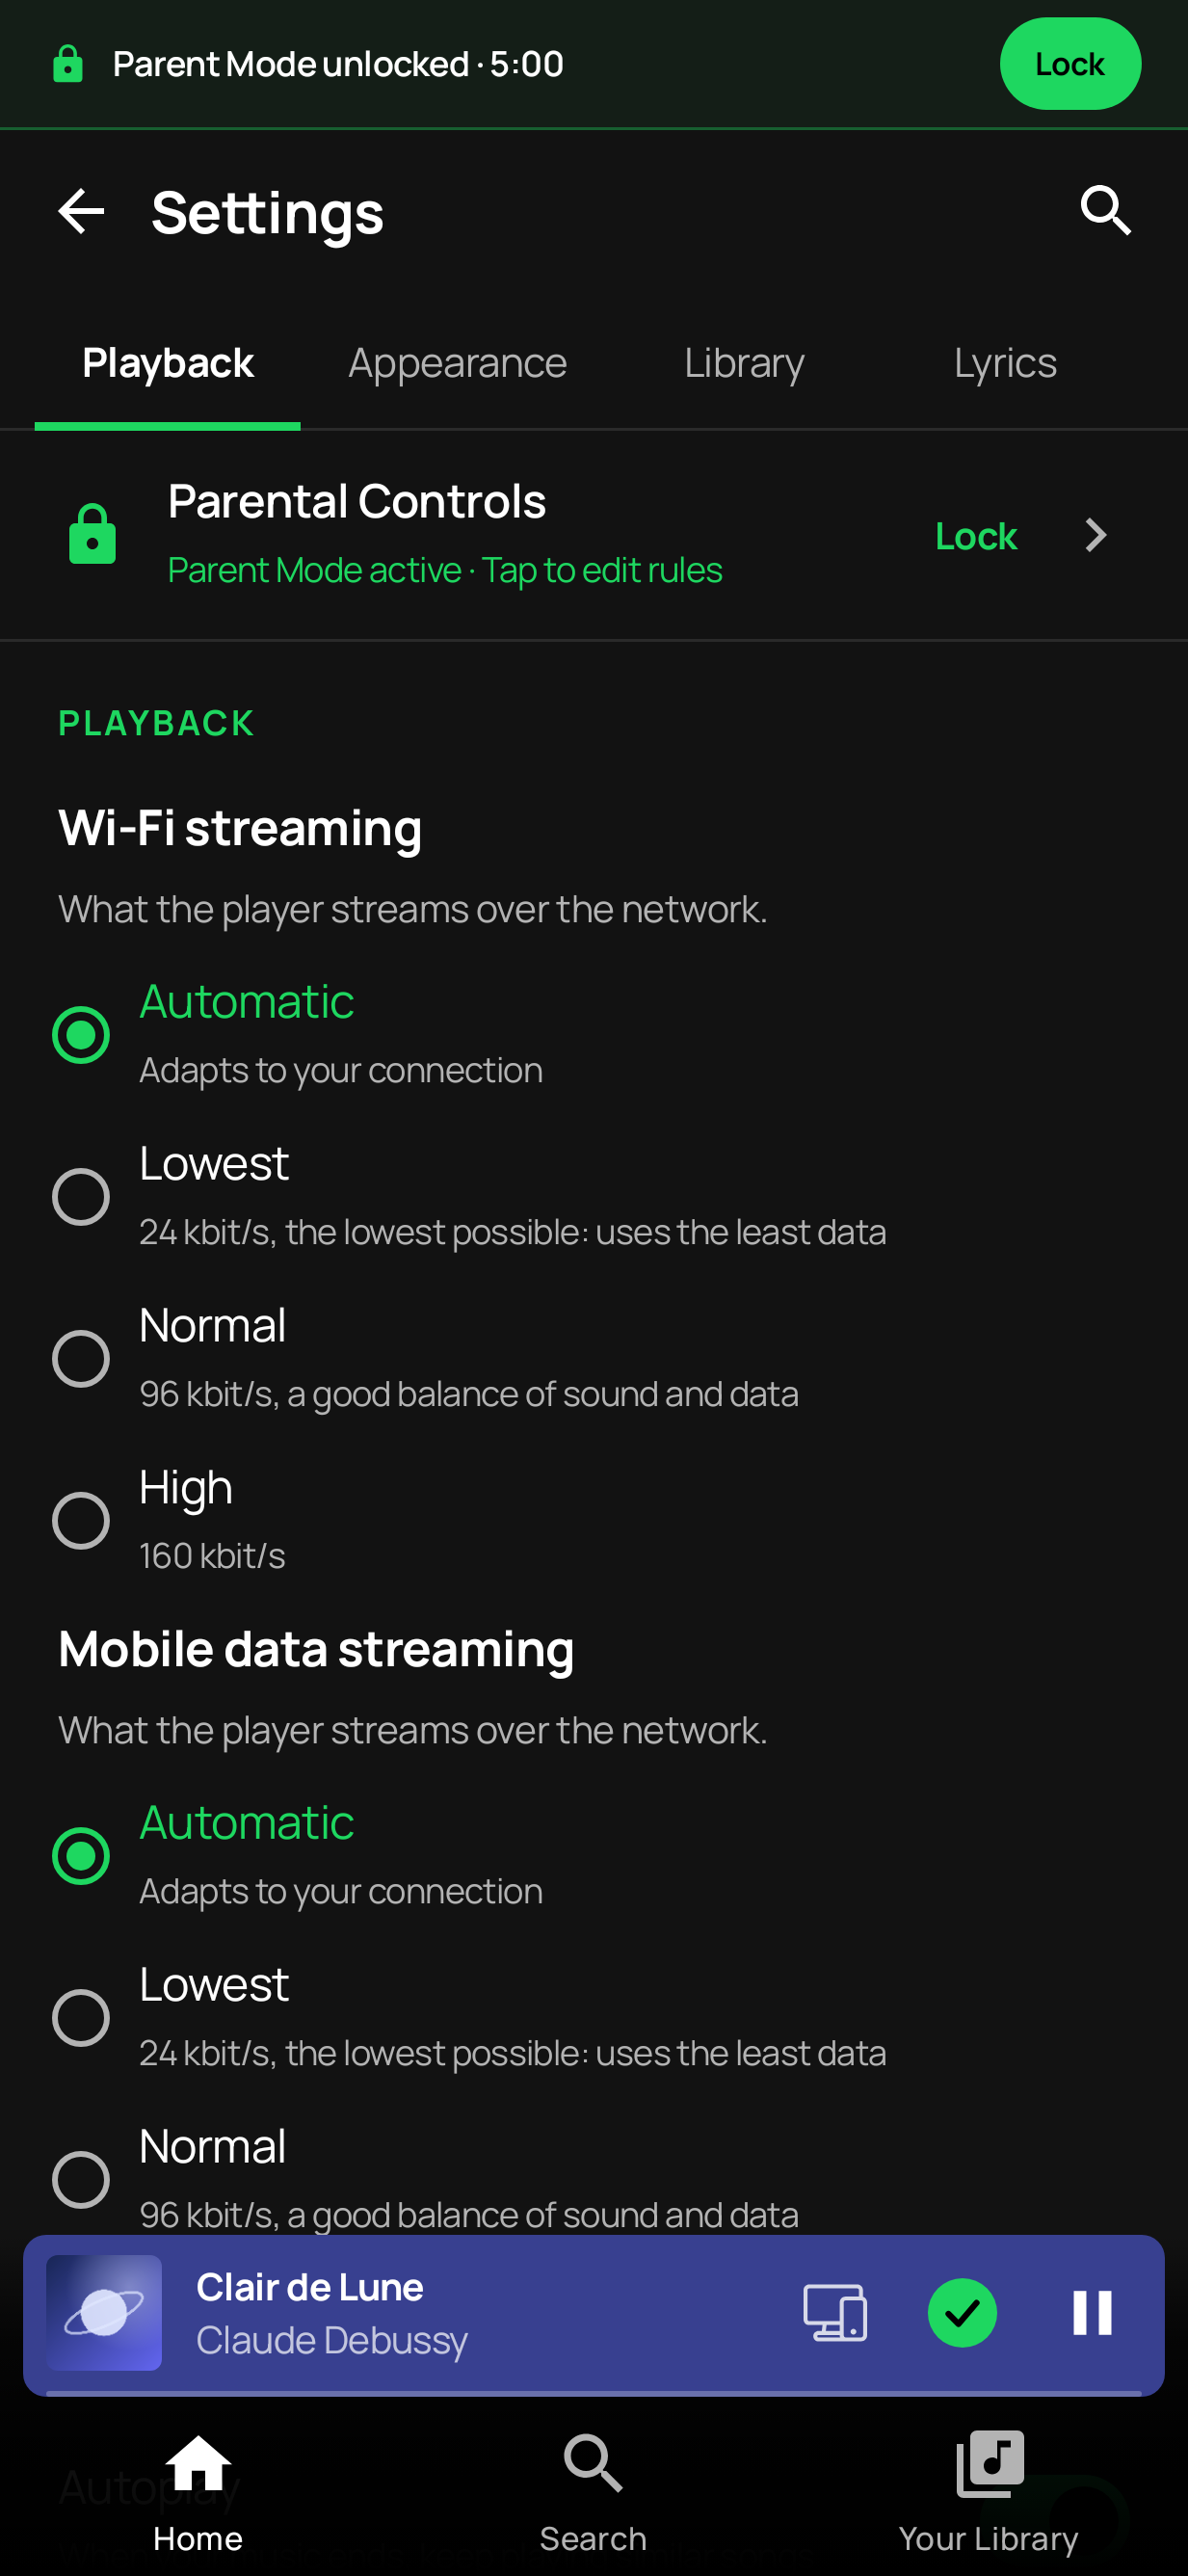 Parent Mode unlocked · 5:00
Lock
Settings
Playback
Appearance
Library
Lyrics
Parental Controls
Parent Mode active · Tap to edit rules
Lock
PLAYBACK
Wi-Fi streaming
What the player streams over the network.
Automatic
Adapts to your connection
Lowest
24 kbit/s, the lowest possible: uses the least data
Normal
96 kbit/s, a good balance of sound and data
High
160 kbit/s
Mobile data streaming
What the player streams over the network.
Automatic
Adapts to your connection
Lowest
24 kbit/s, the lowest possible: uses the least data
Normal
96 kbit/s, a good balance of sound and data
Clair de Lune
Claude Debussy
Autoplay
Home
Search
Your Library